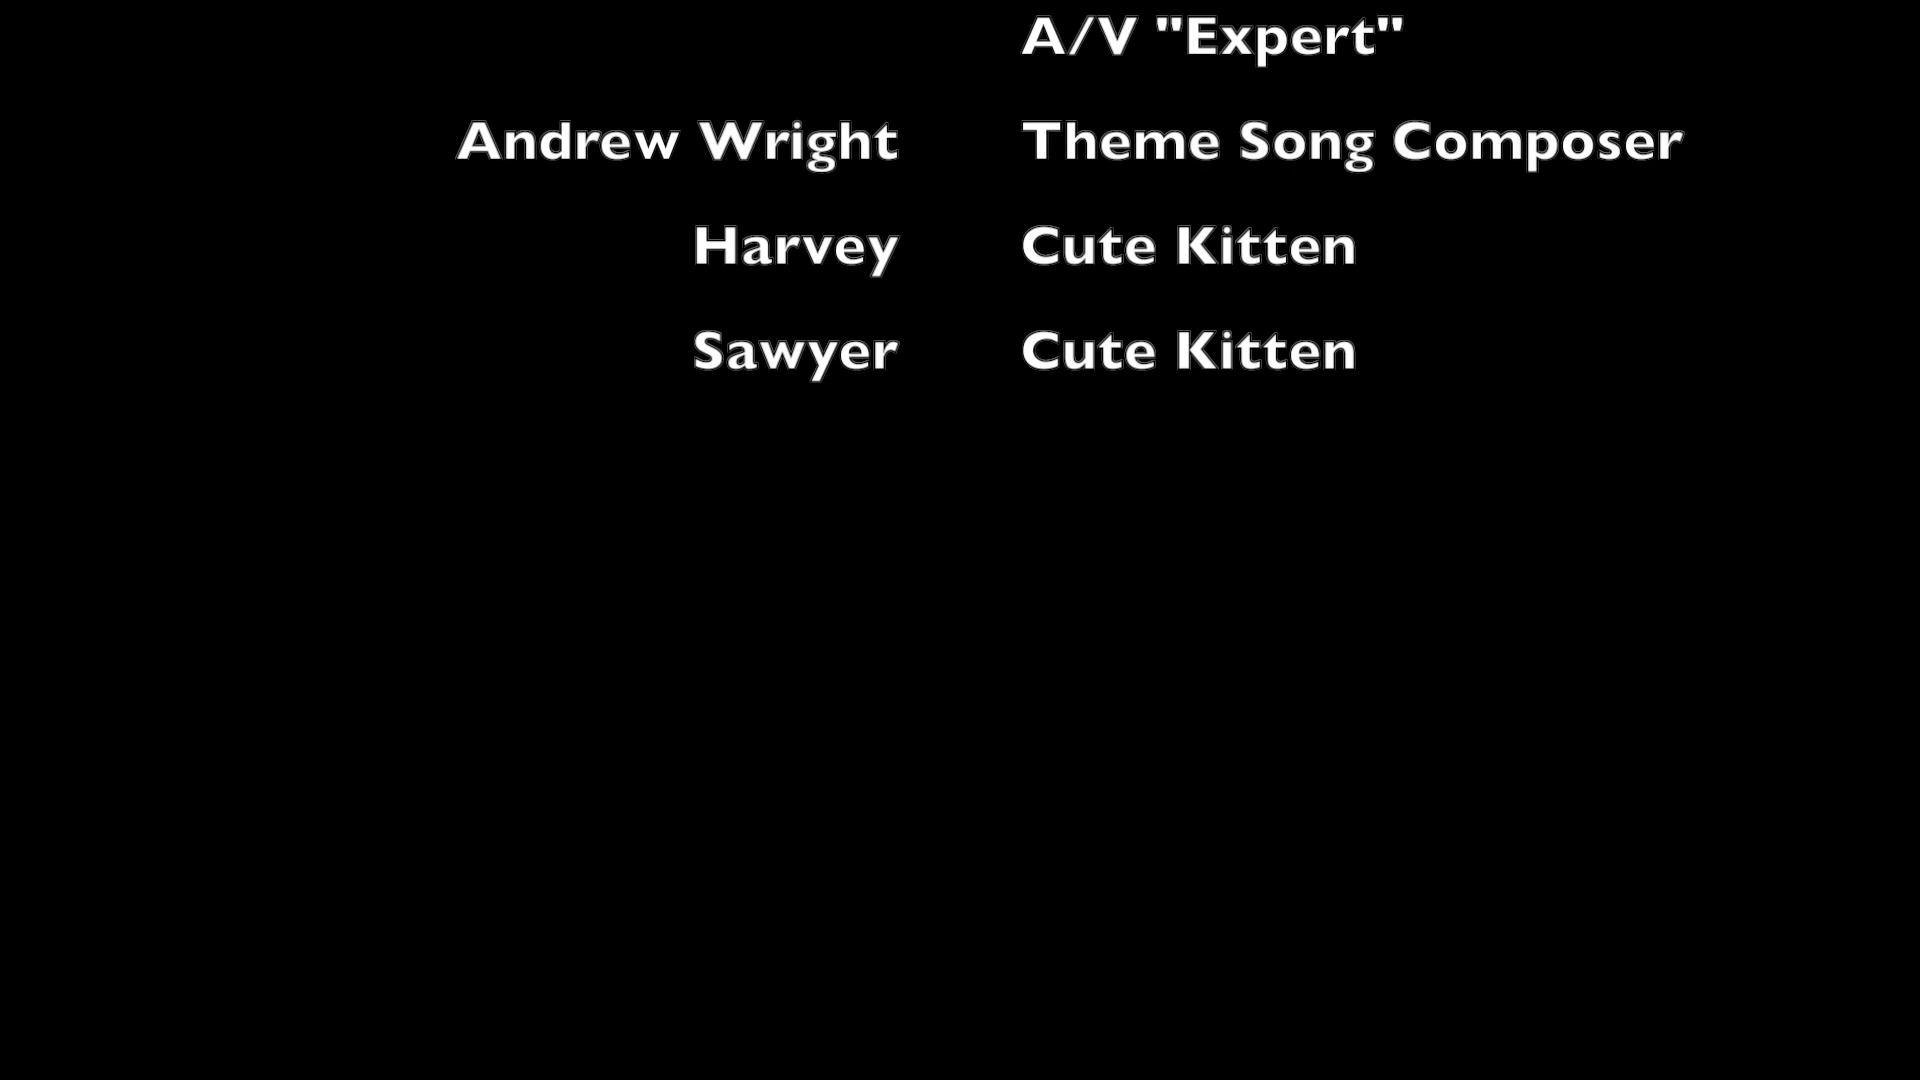 A/V "Expert"
Andrew Wright Theme Song Composer
Harvey Cute Kitten
Sawyer Cute Kitten